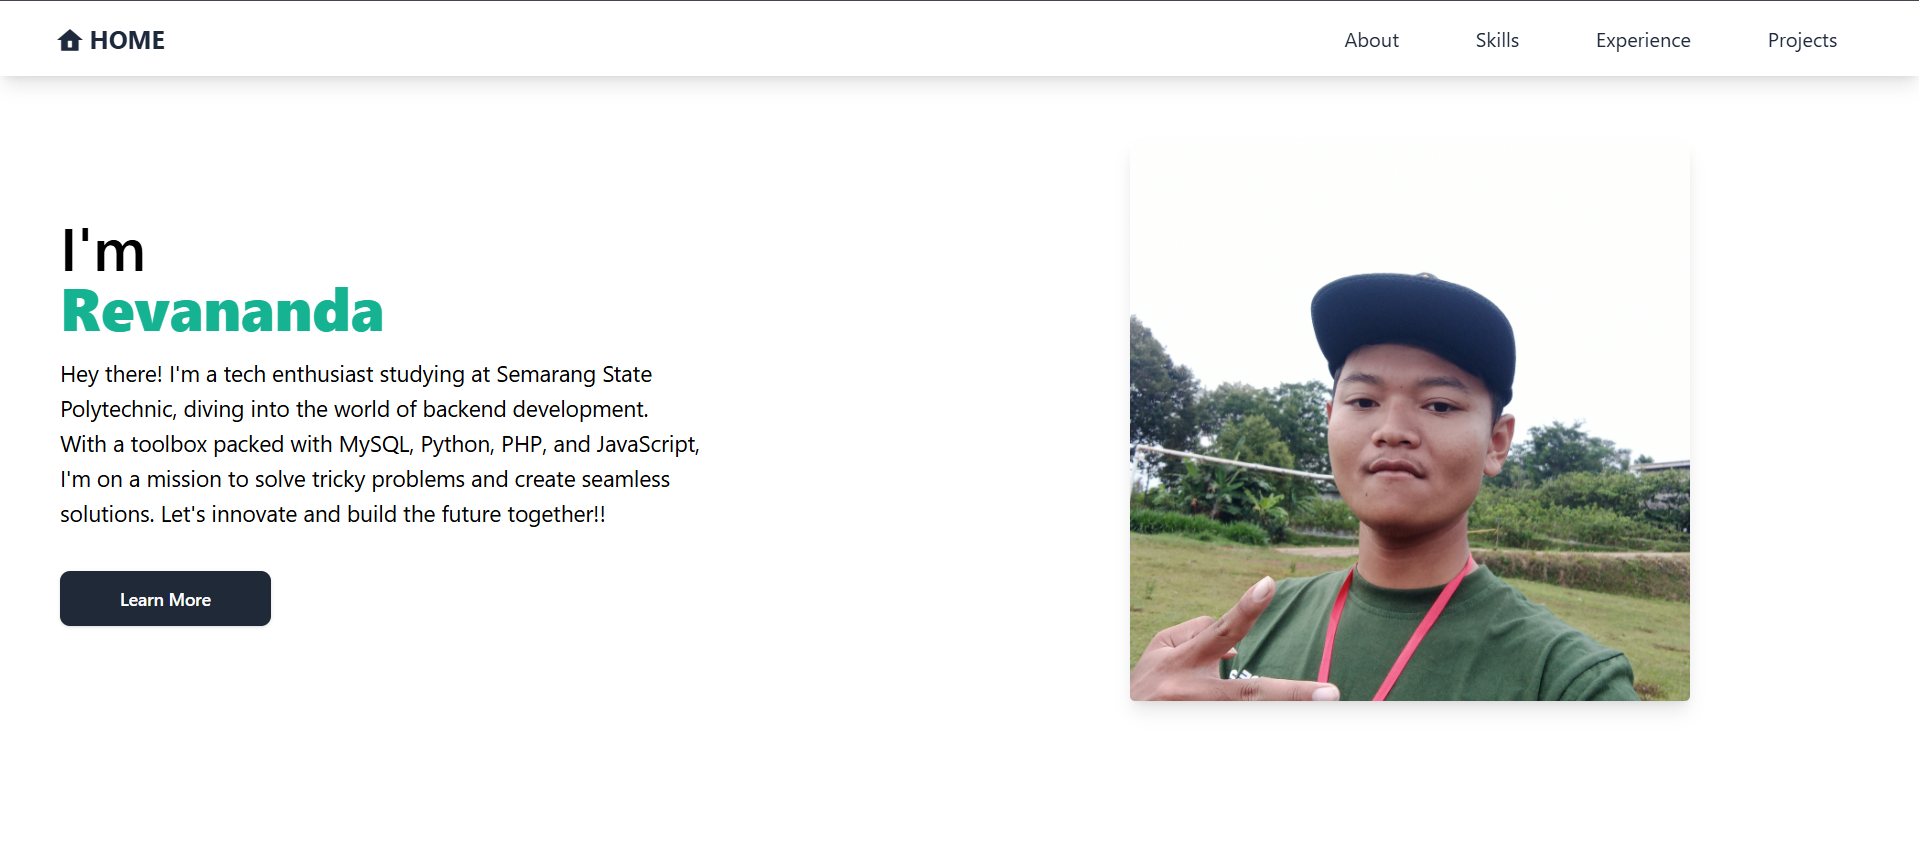 HOME
About
Skills
Experience
Projects
I'm
Revananda
Hey there! I'm a tech enthusiast studying at Semarang State
Polytechnic, diving into the world of backend development.
With a toolbox packed with MySQL, Python, PHP, and JavaScript,
I'm on a mission to solve tricky problems and create seamless
solutions. Let's innovate and build the future together!!
Learn More